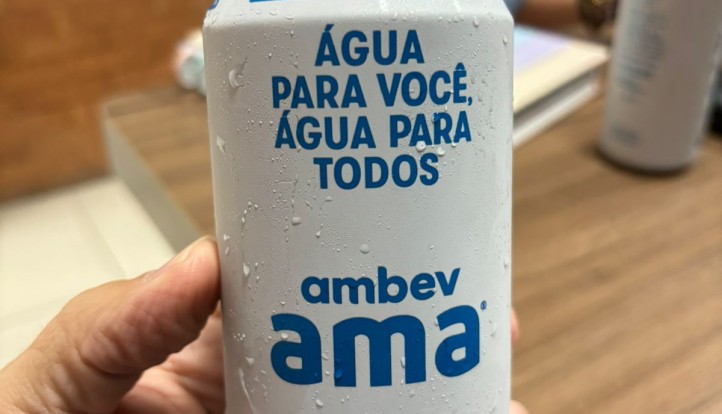 ÁGUA
PARA VOCÊ,
ÁGUA PARA
TODOS
ambev
ama